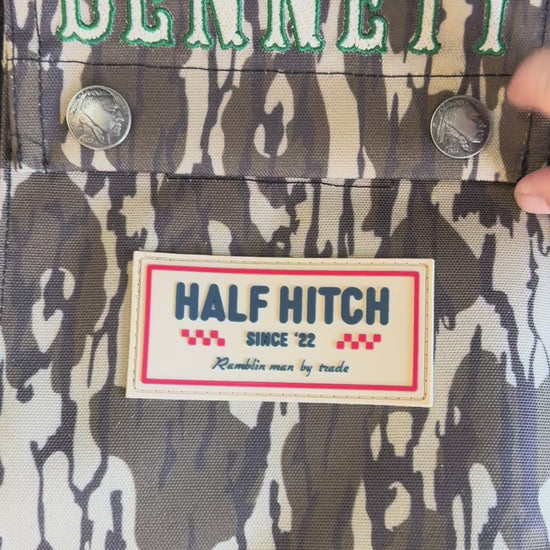 BENNETT
HALF HITCH
SINCE '22
Ramblin man by trade